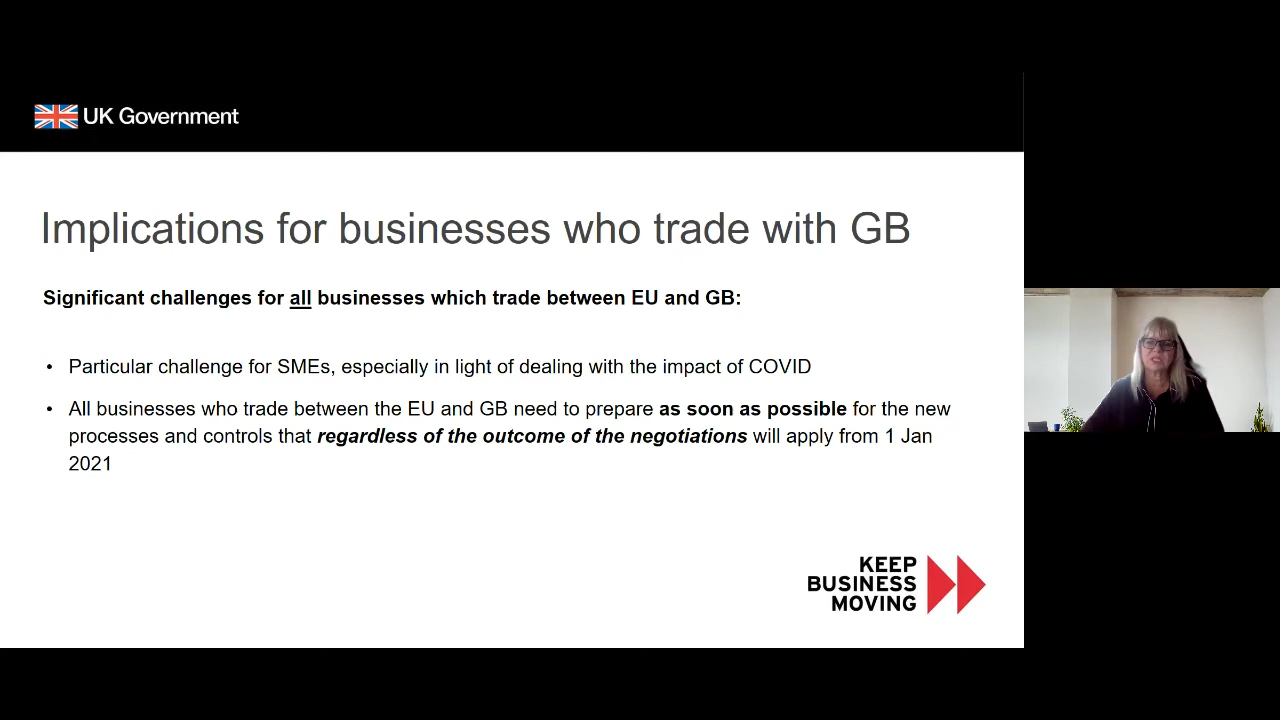 UK Government
Implications for businesses who trade with GB
Significant challenges for all businesses which trade between EU and GB:
• Particular challenge for SMEs, especially in light of dealing with the impact of COVID
• All businesses who trade between the EU and GB need to prepare as soon as possible for the new
processes and controls that regardless of the outcome of the negotiations will apply from 1 Jan
2021
KEEP
BUSINESS
MOVING